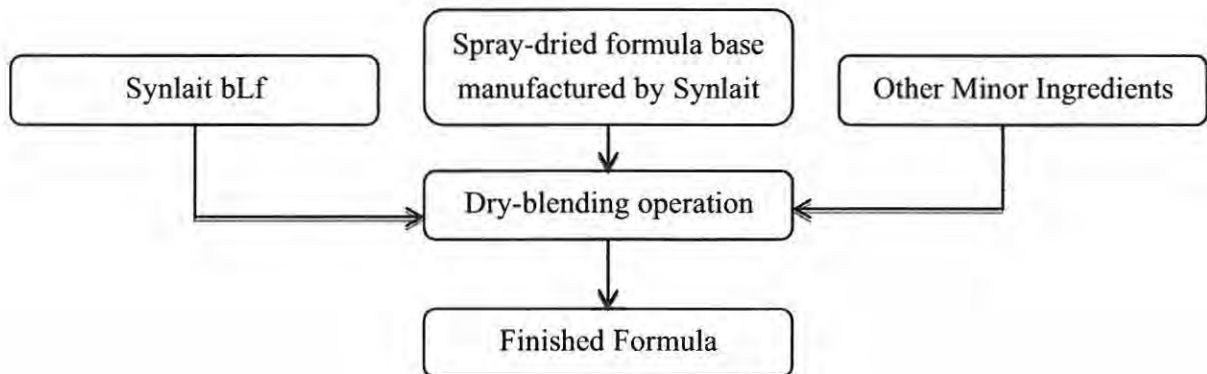 Synlait bLf
Spray-dried formula base
manufactured by Synlait
Other Minor Ingredients
Dry-blending operation
Finished Formula